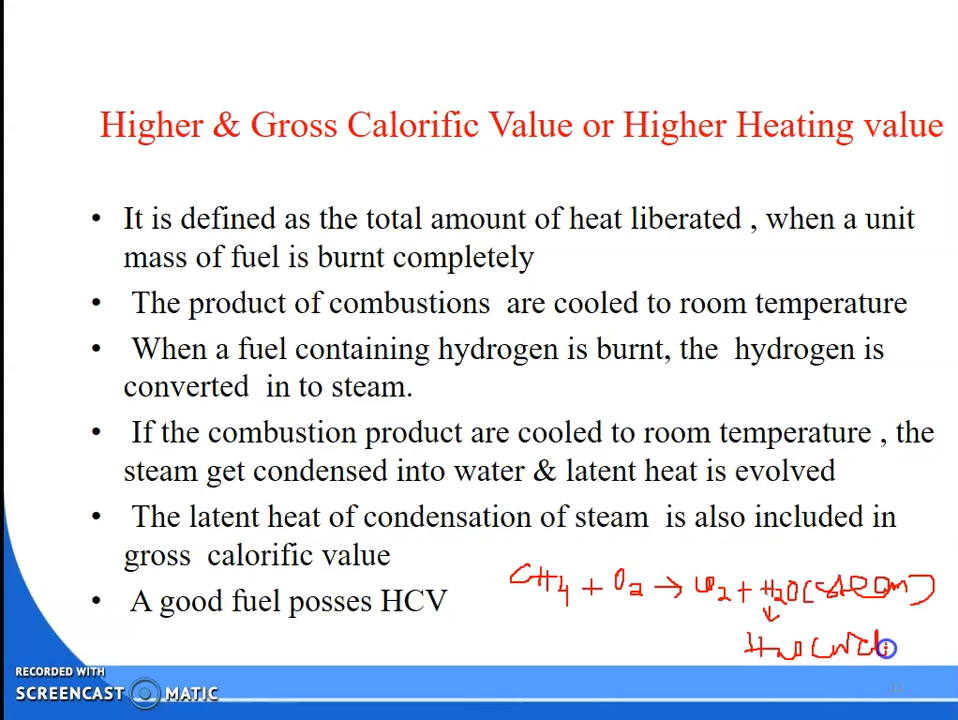 Higher & Gross Calorific Value or Higher Heating value
• It is defined as the total amount of heat liberated , when a unit
mass of fuel is burnt completely
• The product of combustions are cooled to room temperature
• When a fuel containing hydrogen is burnt, the hydrogen is
converted in to steam.
• If the combustion product are cooled to room temperature , the
steam get condensed into water & latent heat is evolved
• The latent heat of condensation of steam is also included in
gross calorific value
• A good fuel posses HCV
CH4 + O2 → CO2 + H2O (steam)
↓
H2O
RECORDED WITH
SCREENCAST MATIC